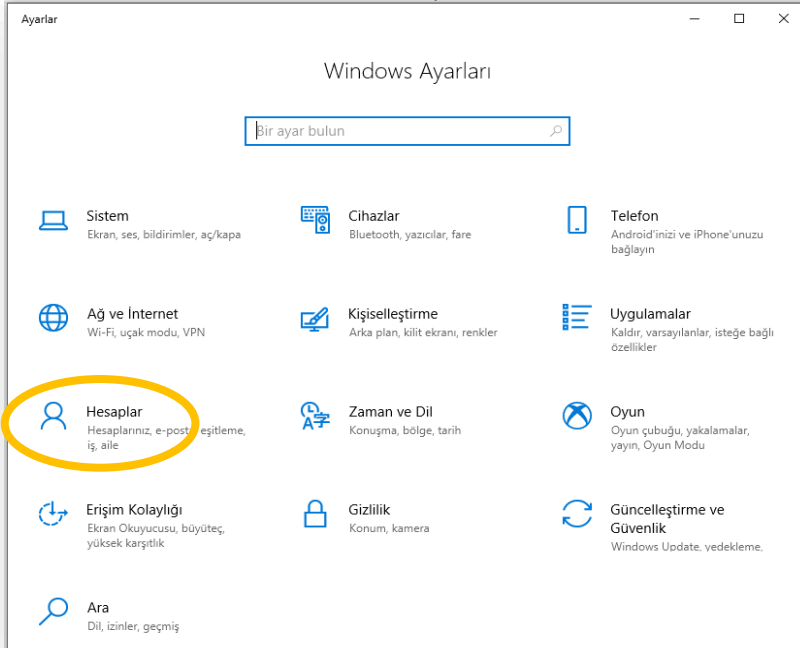 Ayarlar
Windows Ayarları
Bir ayar bulun
Sistem
Ekran, ses, bildirimler, aç/kapa
Cihazlar
Bluetooth, yazıcılar, fare
Telefon
Android'inizi ve iPhone'unuzu
bağlayın
Ağ ve İnternet
Wi-Fi, uçak modu, VPN
Kişiselleştirme
Arka plan, kilit ekranı, renkler
Uygulamalar
Kaldır, varsayılanlar, isteğe bağlı
özellikler
Hesaplar
Hesaplarınız, e-posta, eşitleme,
iş, aile
Zaman ve Dil
Konuşma, bölge, tarih
Oyun
Oyun çubuğu, yakalamalar,
yayın, Oyun Modu
Erişim Kolaylığı
Ekran Okuyucusu, büyüteç,
yüksek karşıtlık
Gizlilik
Konum, kamera
Güncelleştirme ve
Güvenlik
Windows Update, yedekleme,
Ara
Dil, izinler, geçmiş